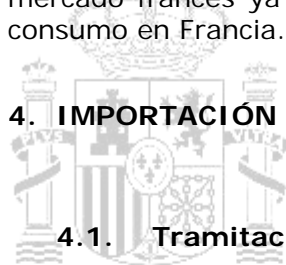 mercado francés ya
consumo en Francia.
4. IMPORTACIÓN
4.1. Tramitac